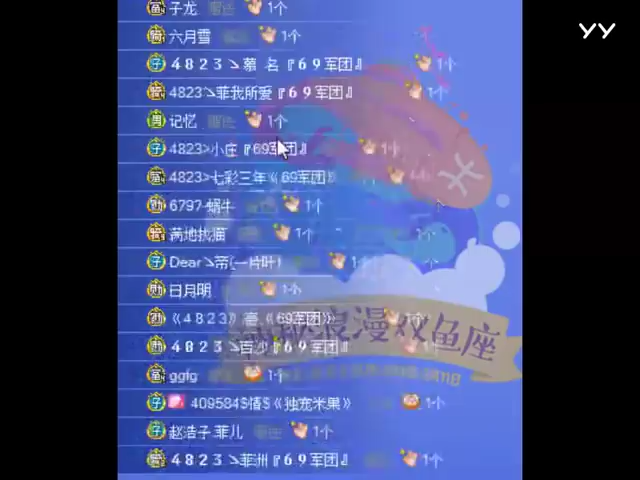 YY
子龙 1个
六月雪 1个
4823↘慕 名『69军团』 1个
4823↘菲我所爱『69军团』 1个
记忆 1个
4823>小庄『69军团』 1个
4823>七彩三年《69军团》
6797-蜗牛 1个
满地找猫 1个
Dear↘蒂(一片叶) 1个
日月明 1个
《4823》 《69军团》 1个
4823↘百沙『69军团』
浪漫双鱼座
ggfg 1个
409584$情$《独宠米果》 1个
赵浩子 菲儿 1个
4823↘菲州『69军团』 1个